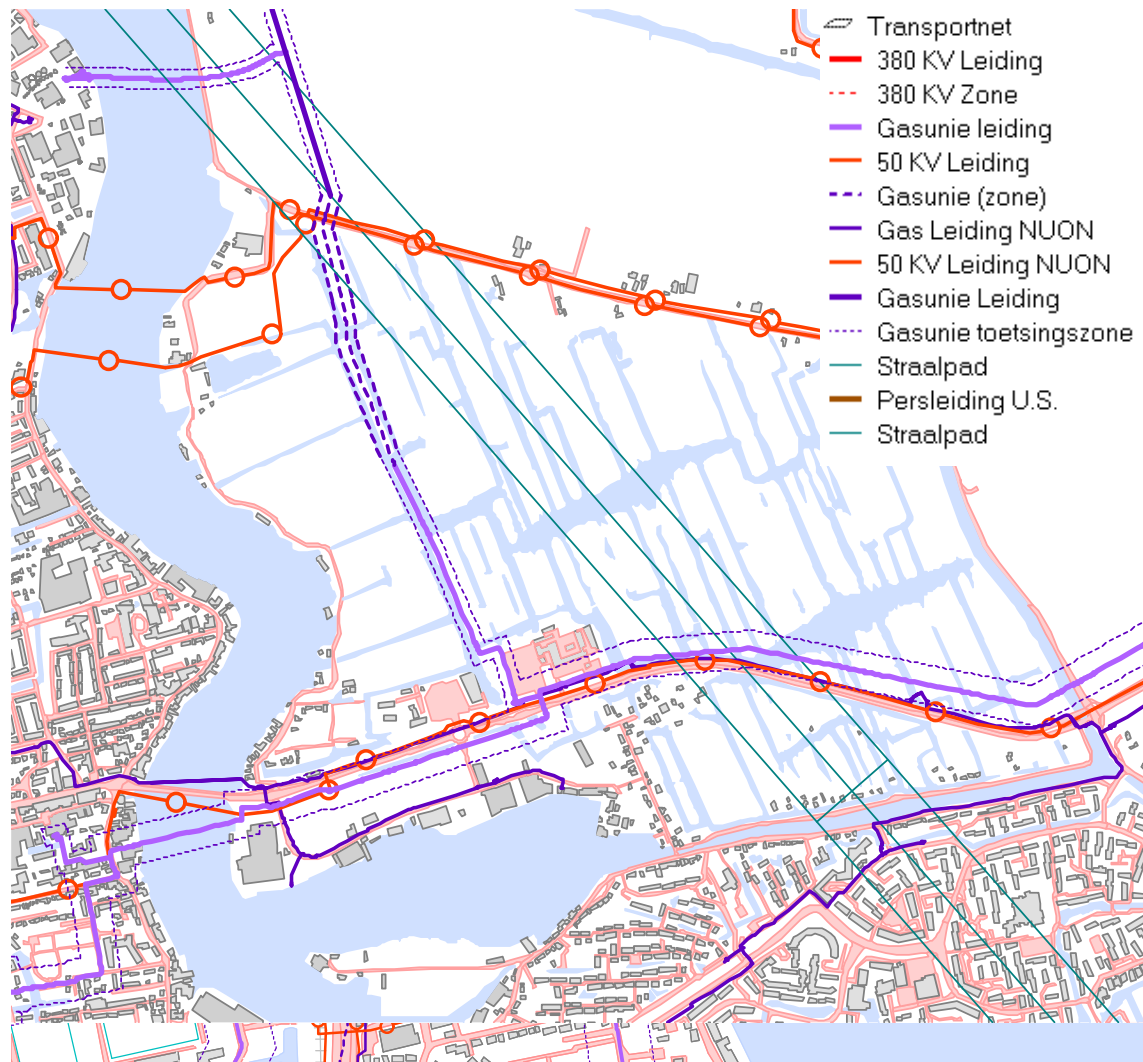 Transportnet
380 KV Leiding
380 KV Zone
Gasunie leiding
50 KV Leiding
Gasunie (zone)
Gas Leiding NUON
50 KV Leiding NUON
Gasunie Leiding
Gasunie toetsingszone
Straalpad
Persleiding U.S.
Straalpad